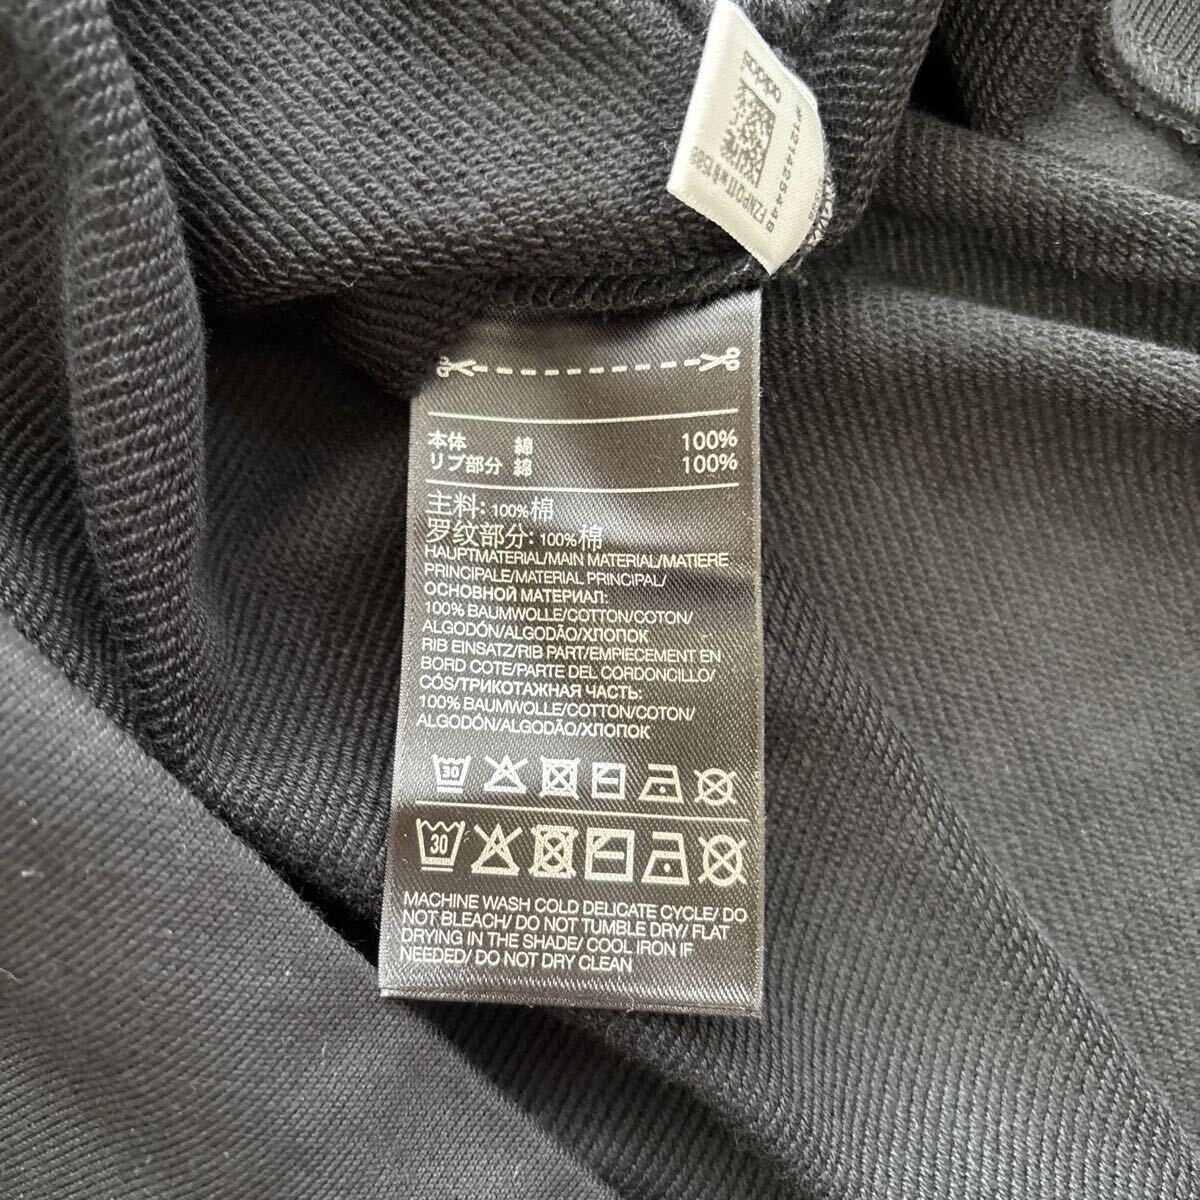 adidas
本体 綿 100%
リブ部分 綿 100%
主料: 100%棉
罗纹部分: 100%棉
HAUPTMATERIAL/MAIN MATERIAL/MATIERE
PRINCIPALE/MATERIAL PRINCIPAL/
ОСНОВНОЙ МАТЕРИАЛ:
100% BAUMWOLLE/COTTON/COTON/
ALGODÓN/ALGODÃO/ХЛОПОК
RIB EINSATZ/RIB PART/EMPIECEMENT EN
BORD COTE/PARTE DEL CORDONCILLO/
CÓS/ТРИКОТАЖНАЯ ЧАСТЬ:
100% BAUMWOLLE/COTTON/COTON/
ALGODÓN/ALGODÃO/ХЛОПОК
30
30
MACHINE WASH COLD DELICATE CYCLE/ DO
NOT BLEACH/ DO NOT TUMBLE DRY/ FLAT
DRYING IN THE SHADE/ COOL IRON IF
NEEDED/ DO NOT DRY CLEAN